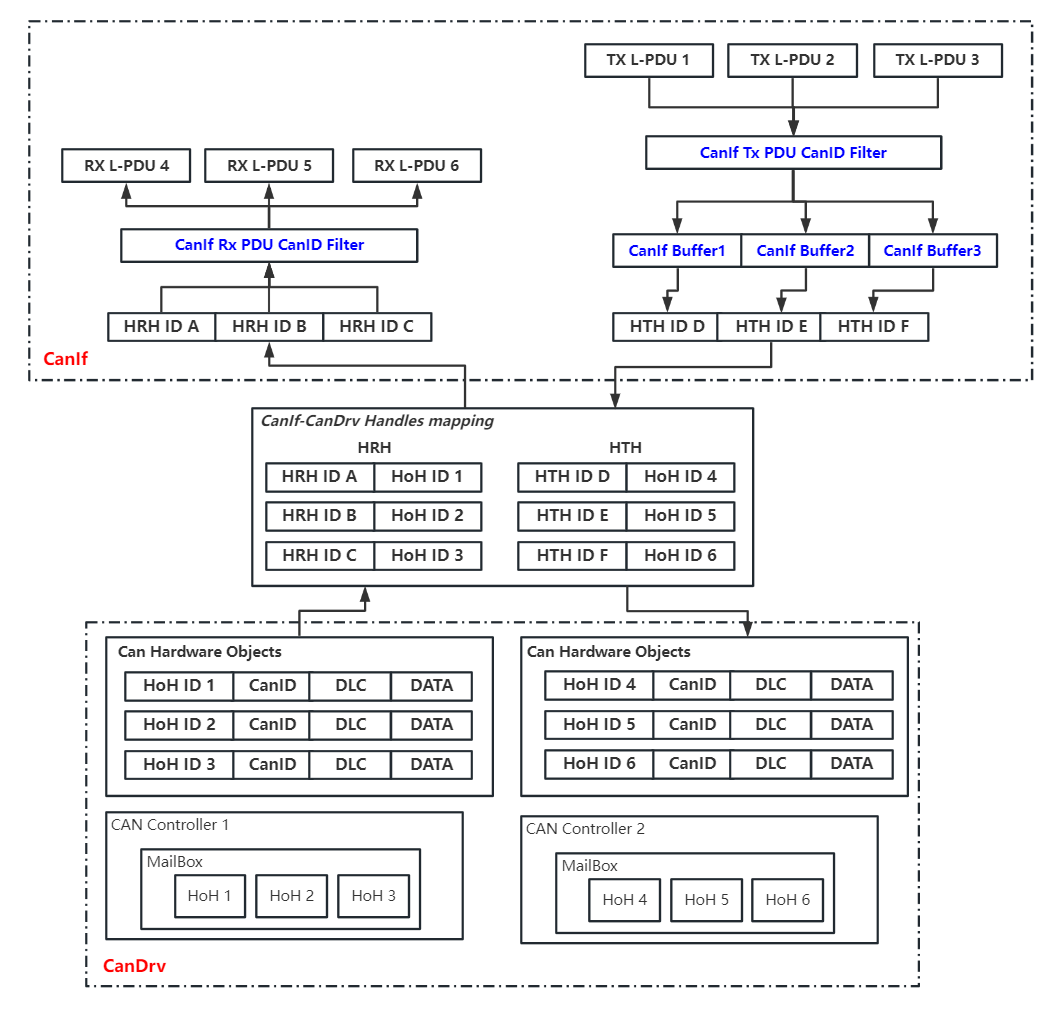 TX L-PDU 1 TX L-PDU 2 TX L-PDU 3
CanIf Tx PDU CanID Filter
RX L-PDU 4 RX L-PDU 5 RX L-PDU 6
CanIf Rx PDU CanID Filter
CanIf Buffer1 CanIf Buffer2 CanIf Buffer3
HRH ID A HRH ID B HRH ID C
HTH ID D HTH ID E HTH ID F
CanIf
CanIf-CanDrv Handles mapping
HRH HTH
HRH ID A HoH ID 1 HTH ID D HoH ID 4
HRH ID B HoH ID 2 HTH ID E HoH ID 5
HRH ID C HoH ID 3 HTH ID F HoH ID 6
Can Hardware Objects
HoH ID 1 CanID DLC DATA
HoH ID 2 CanID DLC DATA
HoH ID 3 CanID DLC DATA
Can Hardware Objects
HoH ID 4 CanID DLC DATA
HoH ID 5 CanID DLC DATA
HoH ID 6 CanID DLC DATA
CAN Controller 1
MailBox
HoH 1 HoH 2 HoH 3
CAN Controller 2
MailBox
HoH 4 HoH 5 HoH 6
CanDrv